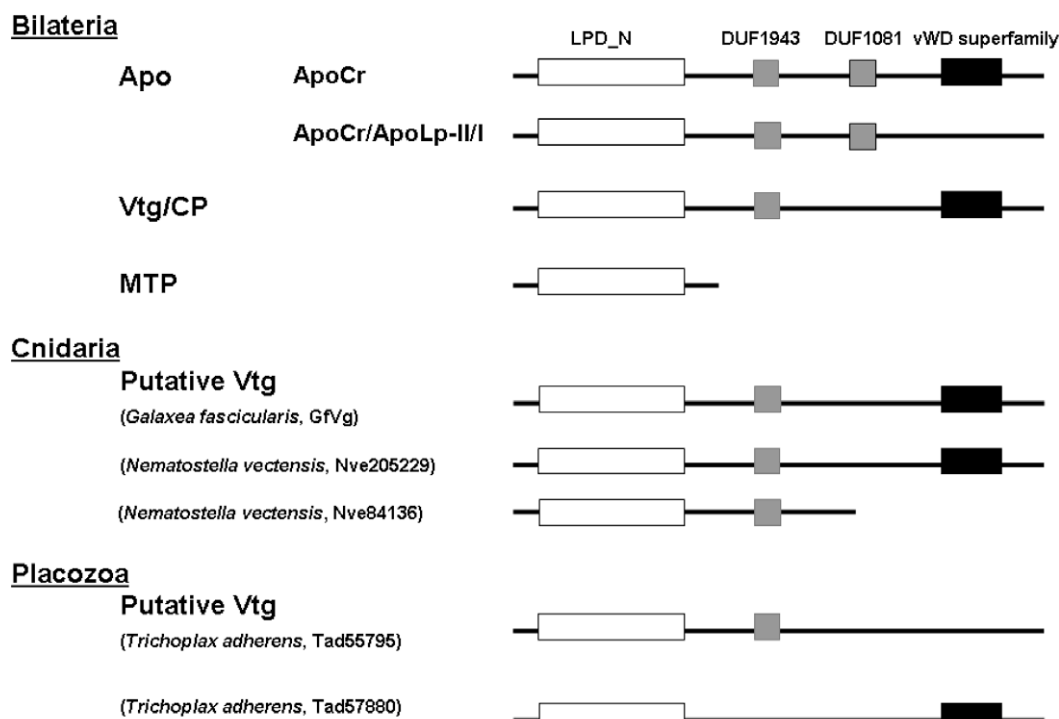 Bilateria
LPD_N DUF1943 DUF1081 vWD superfamily
Apo ApoCr
ApoCr/ApoLp-II/I
Vtg/CP
MTP
Cnidaria
Putative Vtg
(Galaxea fascicularis, GfVg)
(Nematostella vectensis, Nve205229)
(Nematostella vectensis, Nve84136)
Placozoa
Putative Vtg
(Trichoplax adherens, Tad55795)
(Trichoplax adherens, Tad57880)